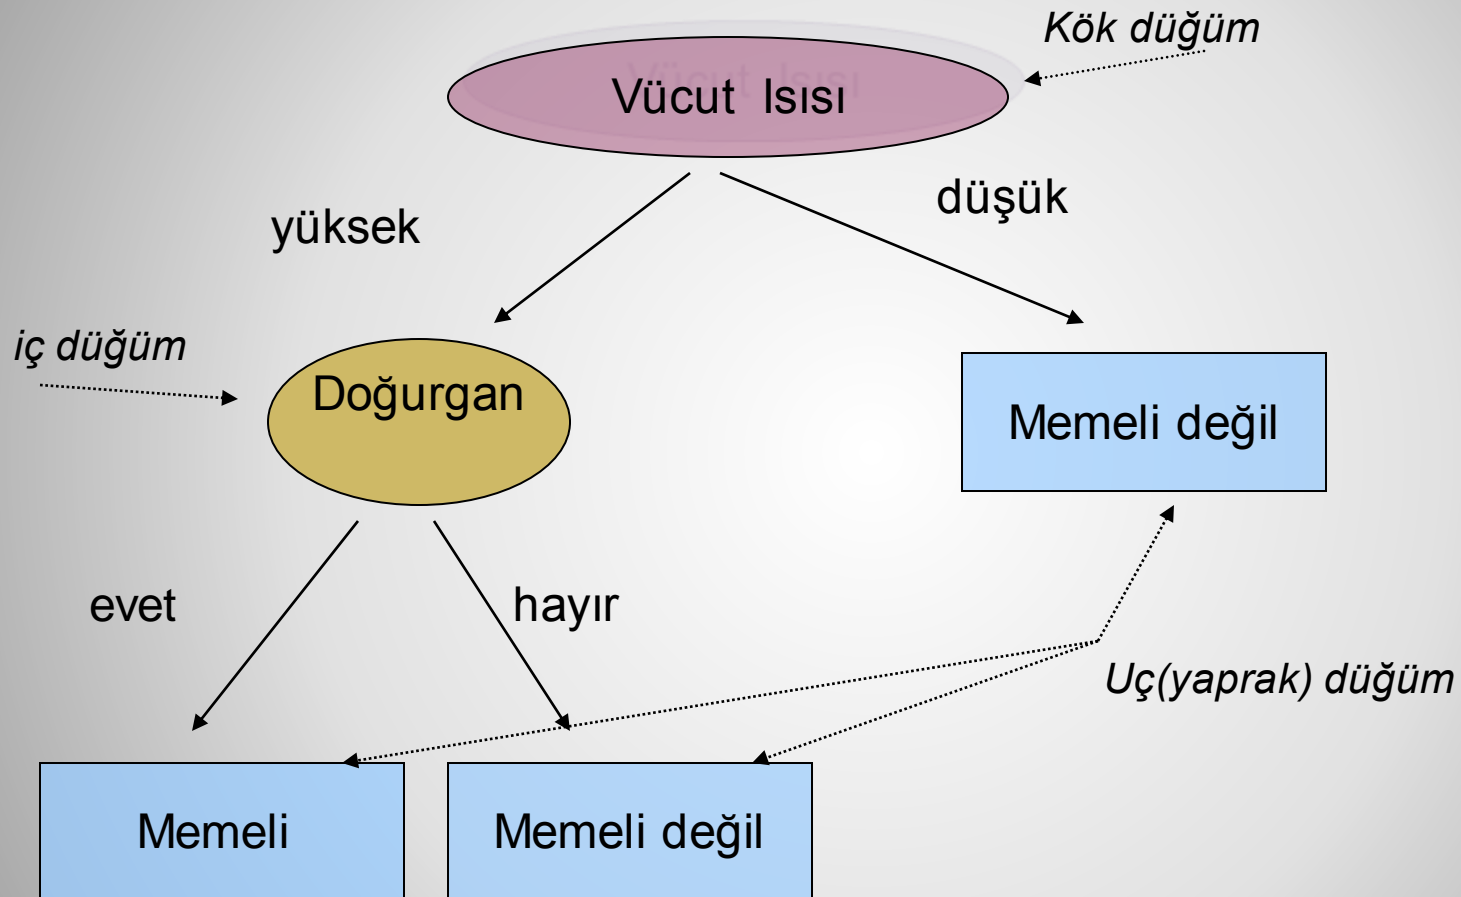 Kök düğüm
Vücut Isısı
düşük
yüksek
iç düğüm
Doğurgan
Memeli değil
evet
hayır
Uç(yaprak) düğüm
Memeli
Memeli değil